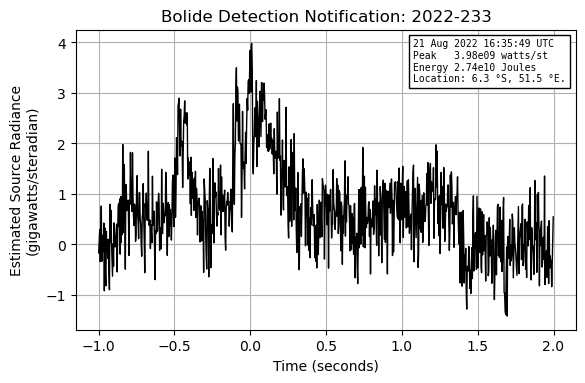 Bolide Detection Notification: 2022-233
21 Aug 2022 16:35:49 UTC
Peak   3.98e09 watts/st
Energy 2.74e10 Joules
Location: 6.3 °S, 51.5 °E.
Estimated Source Radiance
(gigawatts/steradian)
4
3
2
1
0
−1
−1.0 −0.5 0.0 0.5 1.0 1.5 2.0
Time (seconds)